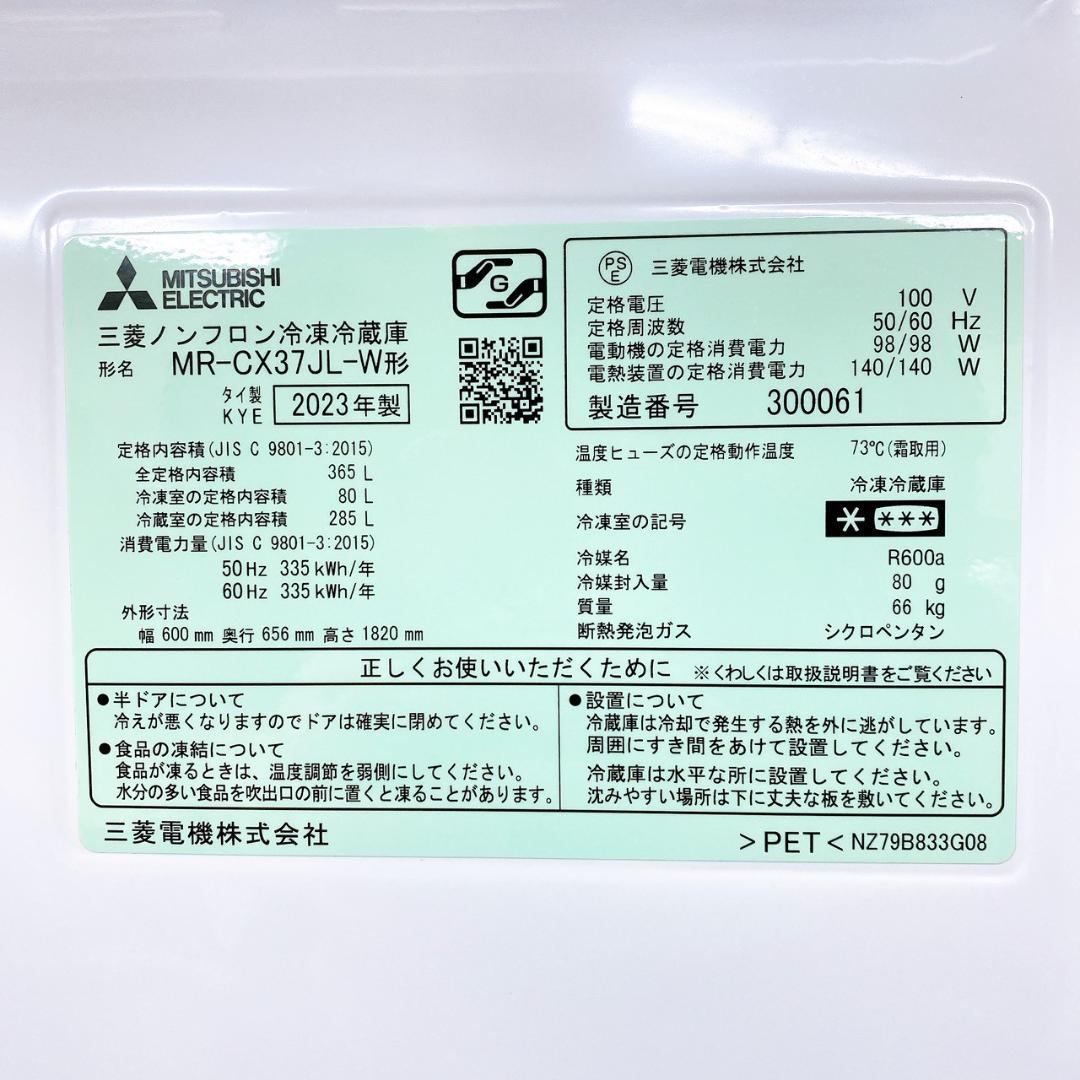 MITSUBISHI
ELECTRIC
G
三菱ノンフロン冷凍冷蔵庫
形名 MR-CX37JL-W形
タイ製
KYE 2023年製
PS
E 三菱電機株式会社
定格電圧 100 V
定格周波数 50/60 Hz
電動機の定格消費電力 98/98 W
電熱装置の定格消費電力 140/140 W
製造番号 300061
定格内容積(JIS C 9801-3:2015)
全定格内容積 365 L
冷凍室の定格内容積 80 L
冷蔵室の定格内容積 285 L
消費電力量(JIS C 9801-3:2015)
50Hz 335kWh/年
60Hz 335kWh/年
外形寸法
幅 600mm 奥行 656mm 高さ 1820mm
温度ヒューズの定格動作温度 73℃(霜取用)
種類 冷凍冷蔵庫
冷凍室の記号
冷媒名 R600a
冷媒封入量 80 g
質量 66 kg
断熱発泡ガス シクロペンタン
正しくお使いいただくために ※くわしくは取扱説明書をご覧ください
●半ドアについて
冷えが悪くなりますのでドアは確実に閉めてください。
●食品の凍結について
食品が凍るときは、温度調節を弱側にしてください。
水分の多い食品を吹出口の前に置くと凍ることがあります。
●設置について
冷蔵庫は冷却で発生する熱を外に逃がしています。
周囲にすき間をあけて設置してください。
冷蔵庫は水平な所に設置してください。
沈みやすい場所は下に丈夫な板を敷いてください。
三菱電機株式会社
>PET< NZ79B833G08